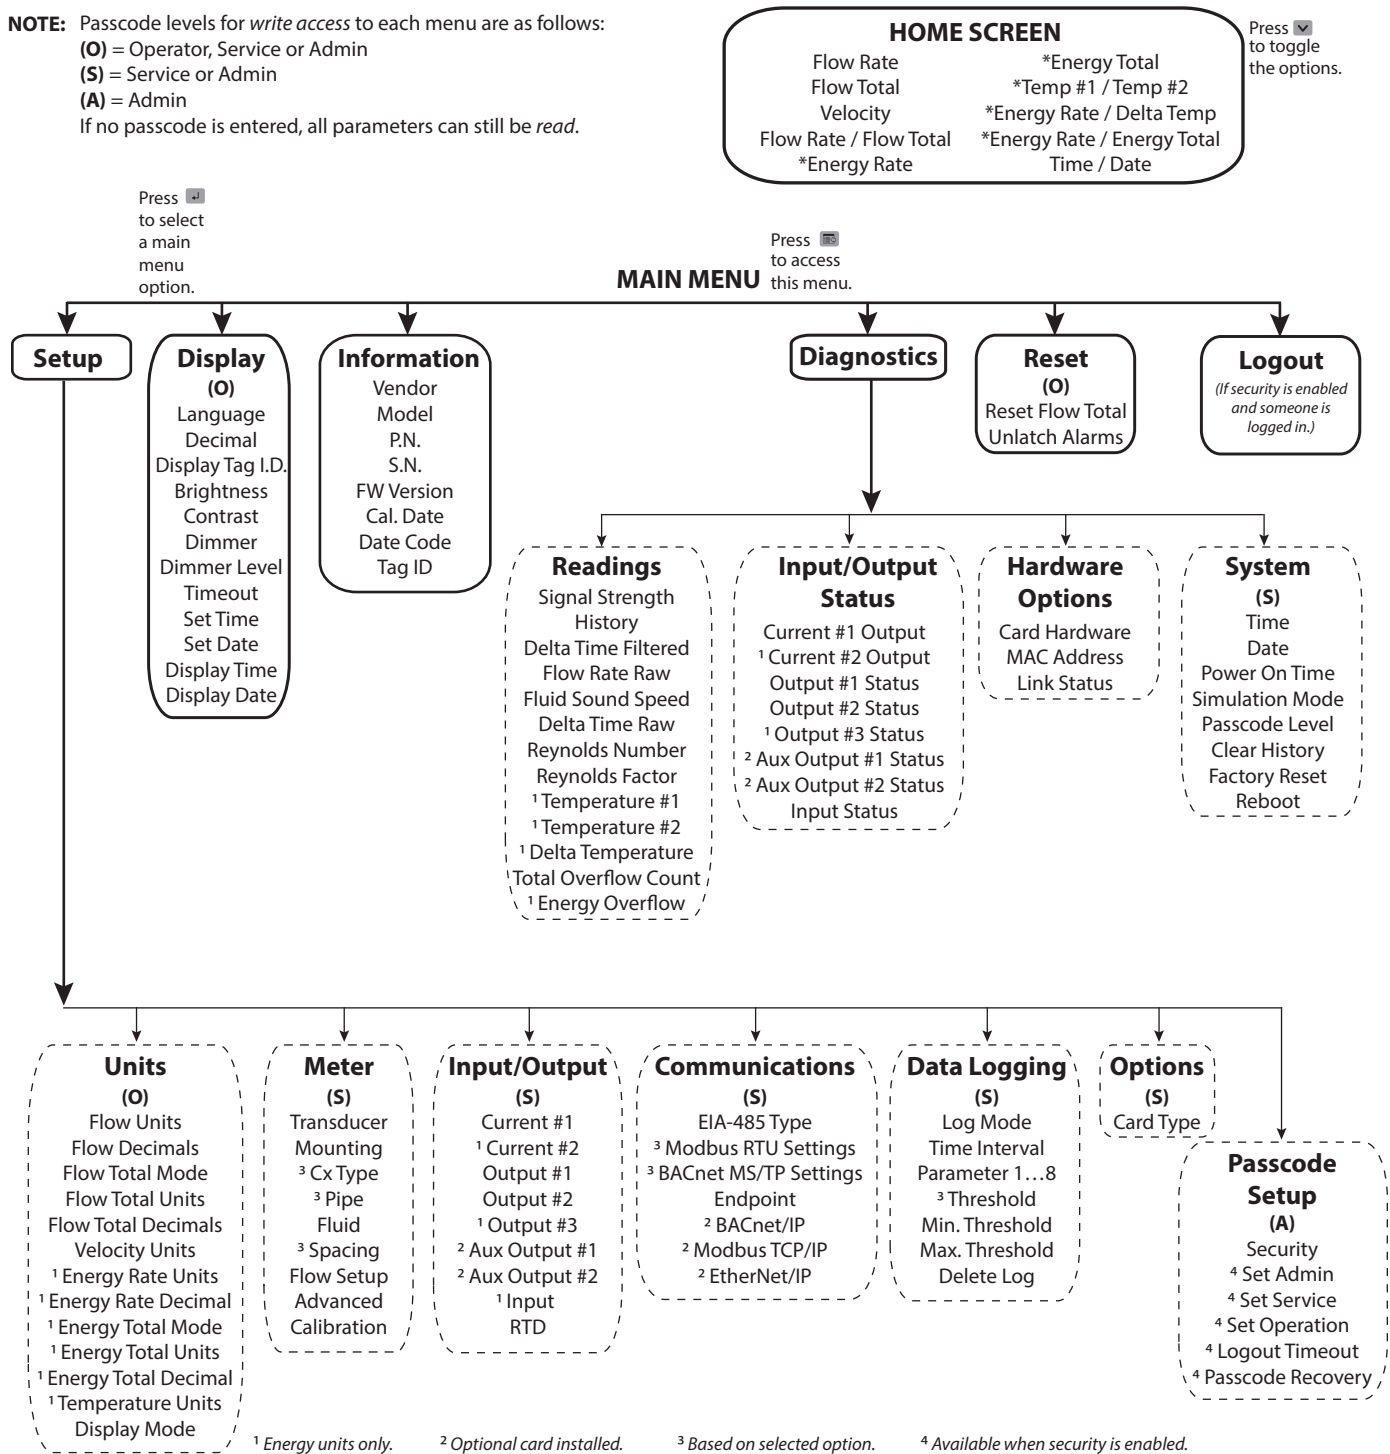 NOTE: Passcode levels for write access to each menu are as follows:
(O) = Operator, Service or Admin
(S) = Service or Admin
(A) = Admin
If no passcode is entered, all parameters can still be read.
HOME SCREEN
Flow Rate
Flow Total
Velocity
Flow Rate / Flow Total
*Energy Rate
*Energy Total
*Temp #1 / Temp #2
*Energy Rate / Delta Temp
*Energy Rate / Energy Total
Time / Date
Press
to toggle
the options.
Press
to select
a main
menu
option.
MAIN MENU
Press
to access
this menu.
Setup
Display
(O)
Language
Decimal
Display Tag I.D.
Brightness
Contrast
Dimmer
Dimmer Level
Timeout
Set Time
Set Date
Display Time
Display Date
Information
Vendor
Model
P.N.
S.N.
FW Version
Cal. Date
Date Code
Tag ID
Diagnostics
Reset
(O)
Reset Flow Total
Unlatch Alarms
Logout
(If security is enabled
and someone is
logged in.)
Readings
Signal Strength
History
Delta Time Filtered
Flow Rate Raw
Fluid Sound Speed
Delta Time Raw
Reynolds Number
Reynolds Factor
¹ Temperature #1
¹ Temperature #2
¹ Delta Temperature
Total Overflow Count
¹ Energy Overflow
Input/Output
Status
Current #1 Output
¹ Current #2 Output
Output #1 Status
Output #2 Status
¹ Output #3 Status
² Aux Output #1 Status
² Aux Output #2 Status
Input Status
Hardware
Options
Card Hardware
MAC Address
Link Status
System
(S)
Time
Date
Power On Time
Simulation Mode
Passcode Level
Clear History
Factory Reset
Reboot
Units
(O)
Flow Units
Flow Decimals
Flow Total Mode
Flow Total Units
Flow Total Decimals
Velocity Units
¹ Energy Rate Units
¹ Energy Rate Decimal
¹ Energy Total Mode
¹ Energy Total Units
¹ Energy Total Decimal
¹ Temperature Units
Display Mode
Meter
(S)
Transducer
Mounting
³ Cx Type
³ Pipe
Fluid
³ Spacing
Flow Setup
Advanced
Calibration
Input/Output
(S)
Current #1
¹ Current #2
Output #1
Output #2
¹ Output #3
² Aux Output #1
² Aux Output #2
¹ Input
RTD
Communications
(S)
EIA-485 Type
³ Modbus RTU Settings
³ BACnet MS/TP Settings
Endpoint
² BACnet/IP
² Modbus TCP/IP
² EtherNet/IP
Data Logging
(S)
Log Mode
Time Interval
Parameter 1…8
³ Threshold
Min. Threshold
Max. Threshold
Delete Log
Options
(S)
Card Type
Passcode
Setup
(A)
Security
⁴ Set Admin
⁴ Set Service
⁴ Set Operation
⁴ Logout Timeout
⁴ Passcode Recovery
¹ Energy units only. ² Optional card installed. ³ Based on selected option. ⁴ Available when security is enabled.